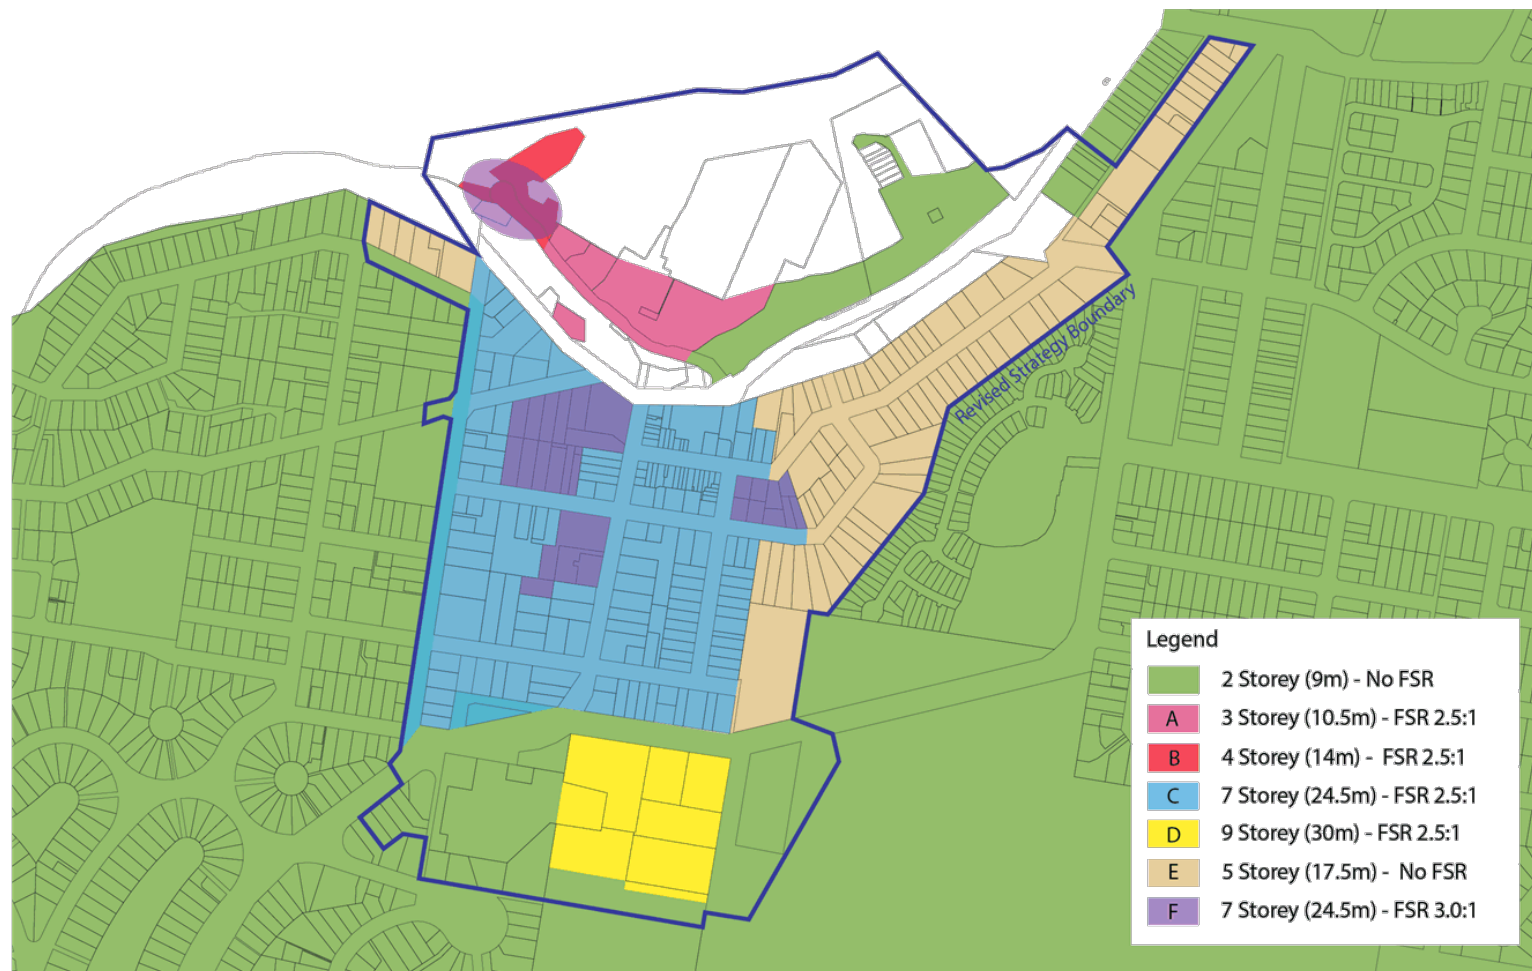 Revised Strategy Boundary
Legend
2 Storey (9m) - No FSR
A 3 Storey (10.5m) - FSR 2.5:1
B 4 Storey (14m) - FSR 2.5:1
C 7 Storey (24.5m) - FSR 2.5:1
D 9 Storey (30m) - FSR 2.5:1
E 5 Storey (17.5m) - No FSR
F 7 Storey (24.5m) - FSR 3.0:1